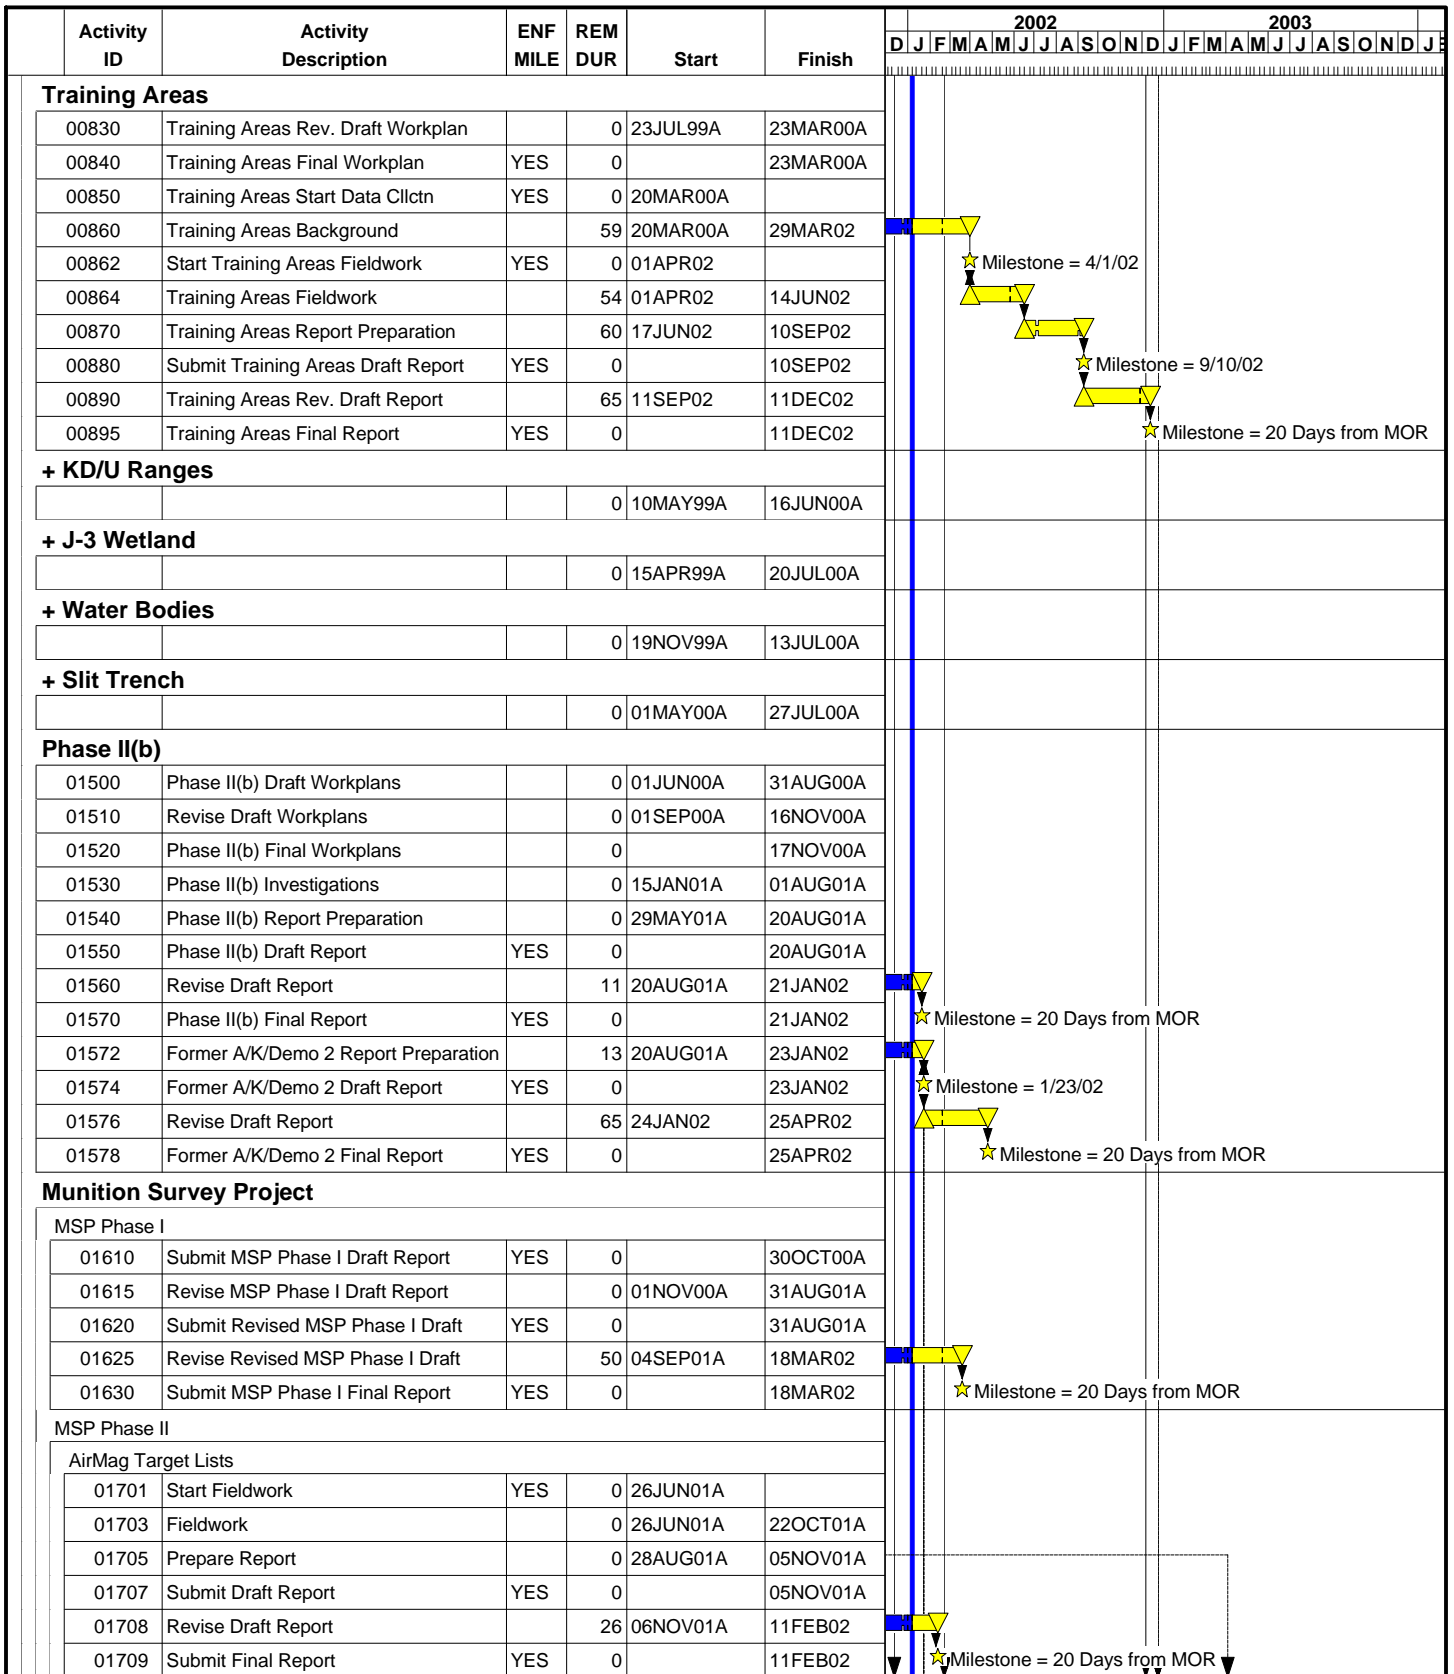 Activity ID Activity Description ENF MILE REM DUR Start Finish 2002 2003
D J F M A M J J A S O N D J F M A M J J A S O N D J F
Training Areas
00830 Training Areas Rev. Draft Workplan 0 23JUL99A 23MAR00A
00840 Training Areas Final Workplan YES 0 23MAR00A
00850 Training Areas Start Data Cllctn YES 0 20MAR00A
00860 Training Areas Background 59 20MAR00A 29MAR02
00862 Start Training Areas Fieldwork YES 0 01APR02 Milestone = 4/1/02
00864 Training Areas Fieldwork 54 01APR02 14JUN02
00870 Training Areas Report Preparation 60 17JUN02 10SEP02
00880 Submit Training Areas Draft Report YES 0 10SEP02 Milestone = 9/10/02
00890 Training Areas Rev. Draft Report 65 11SEP02 11DEC02
00895 Training Areas Final Report YES 0 11DEC02 Milestone = 20 Days from MOR
+ KD/U Ranges
0 10MAY99A 16JUN00A
+ J-3 Wetland
0 15APR99A 20JUL00A
+ Water Bodies
0 19NOV99A 13JUL00A
+ Slit Trench
0 01MAY00A 27JUL00A
Phase II(b)
01500 Phase II(b) Draft Workplans 0 01JUN00A 31AUG00A
01510 Revise Draft Workplans 0 01SEP00A 16NOV00A
01520 Phase II(b) Final Workplans 0 17NOV00A
01530 Phase II(b) Investigations 0 15JAN01A 01AUG01A
01540 Phase II(b) Report Preparation 0 29MAY01A 20AUG01A
01550 Phase II(b) Draft Report YES 0 20AUG01A
01560 Revise Draft Report 11 20AUG01A 21JAN02
01570 Phase II(b) Final Report YES 0 21JAN02 Milestone = 20 Days from MOR
01572 Former A/K/Demo 2 Report Preparation 13 20AUG01A 23JAN02
01574 Former A/K/Demo 2 Draft Report YES 0 23JAN02 Milestone = 1/23/02
01576 Revise Draft Report 65 24JAN02 25APR02
01578 Former A/K/Demo 2 Final Report YES 0 25APR02 Milestone = 20 Days from MOR
Munition Survey Project
MSP Phase I
01610 Submit MSP Phase I Draft Report YES 0 30OCT00A
01615 Revise MSP Phase I Draft Report 0 01NOV00A 31AUG01A
01620 Submit Revised MSP Phase I Draft YES 0 31AUG01A
01625 Revise Revised MSP Phase I Draft 50 04SEP01A 18MAR02
01630 Submit MSP Phase I Final Report YES 0 18MAR02 Milestone = 20 Days from MOR
MSP Phase II
AirMag Target Lists
01701 Start Fieldwork YES 0 26JUN01A
01703 Fieldwork 0 26JUN01A 22OCT01A
01705 Prepare Report 0 28AUG01A 05NOV01A
01707 Submit Draft Report YES 0 05NOV01A
01708 Revise Draft Report 26 06NOV01A 11FEB02
01709 Submit Final Report YES 0 11FEB02 Milestone = 20 Days from MOR